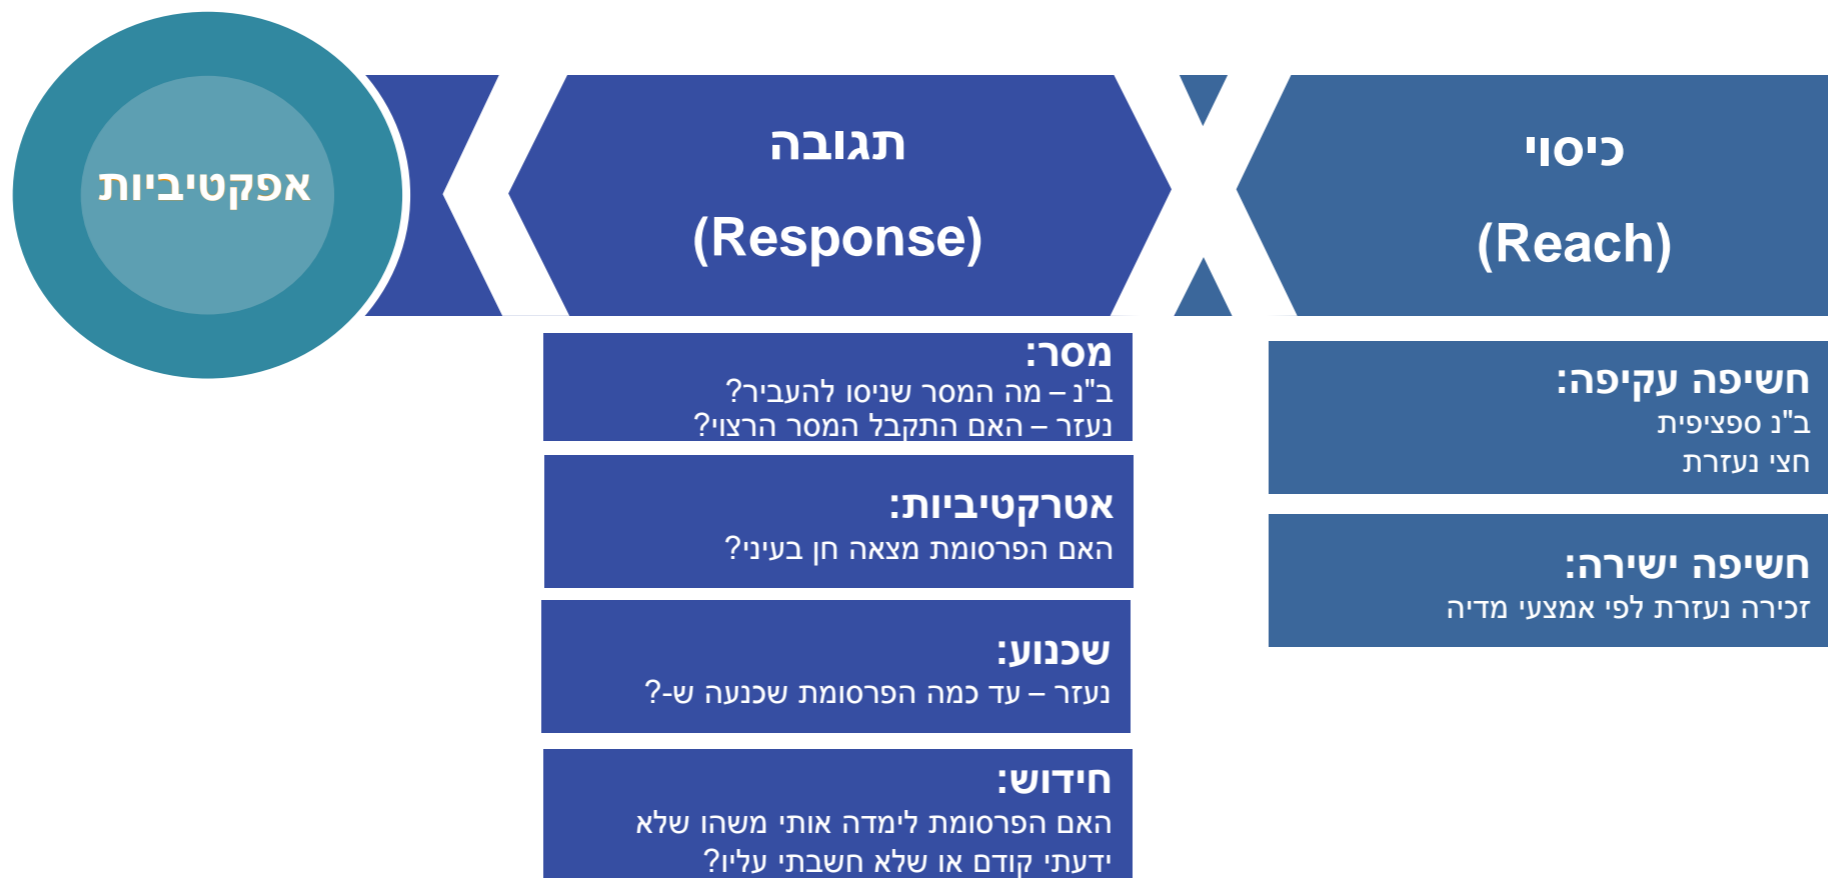 כיסוי
(Reach)
חשיפה עקיפה:
ב"נ ספציפית
חצי נעזרת
חשיפה ישירה:
זכירה נעזרת לפי אמצעי מדיה
תגובה
(Response)
מסר:
ב"נ – מה המסר שניסו להעביר?
נעזר – האם התקבל המסר הרצוי?
אטרקטיביות:
האם הפרסומת מצאה חן בעיני?
שכנוע:
נעזר – עד כמה הפרסומת שכנעה ש-?
חידוש:
האם הפרסומת לימדה אותי משהו שלא
ידעתי קודם או שלא חשבתי עליו?
אפקטיביות